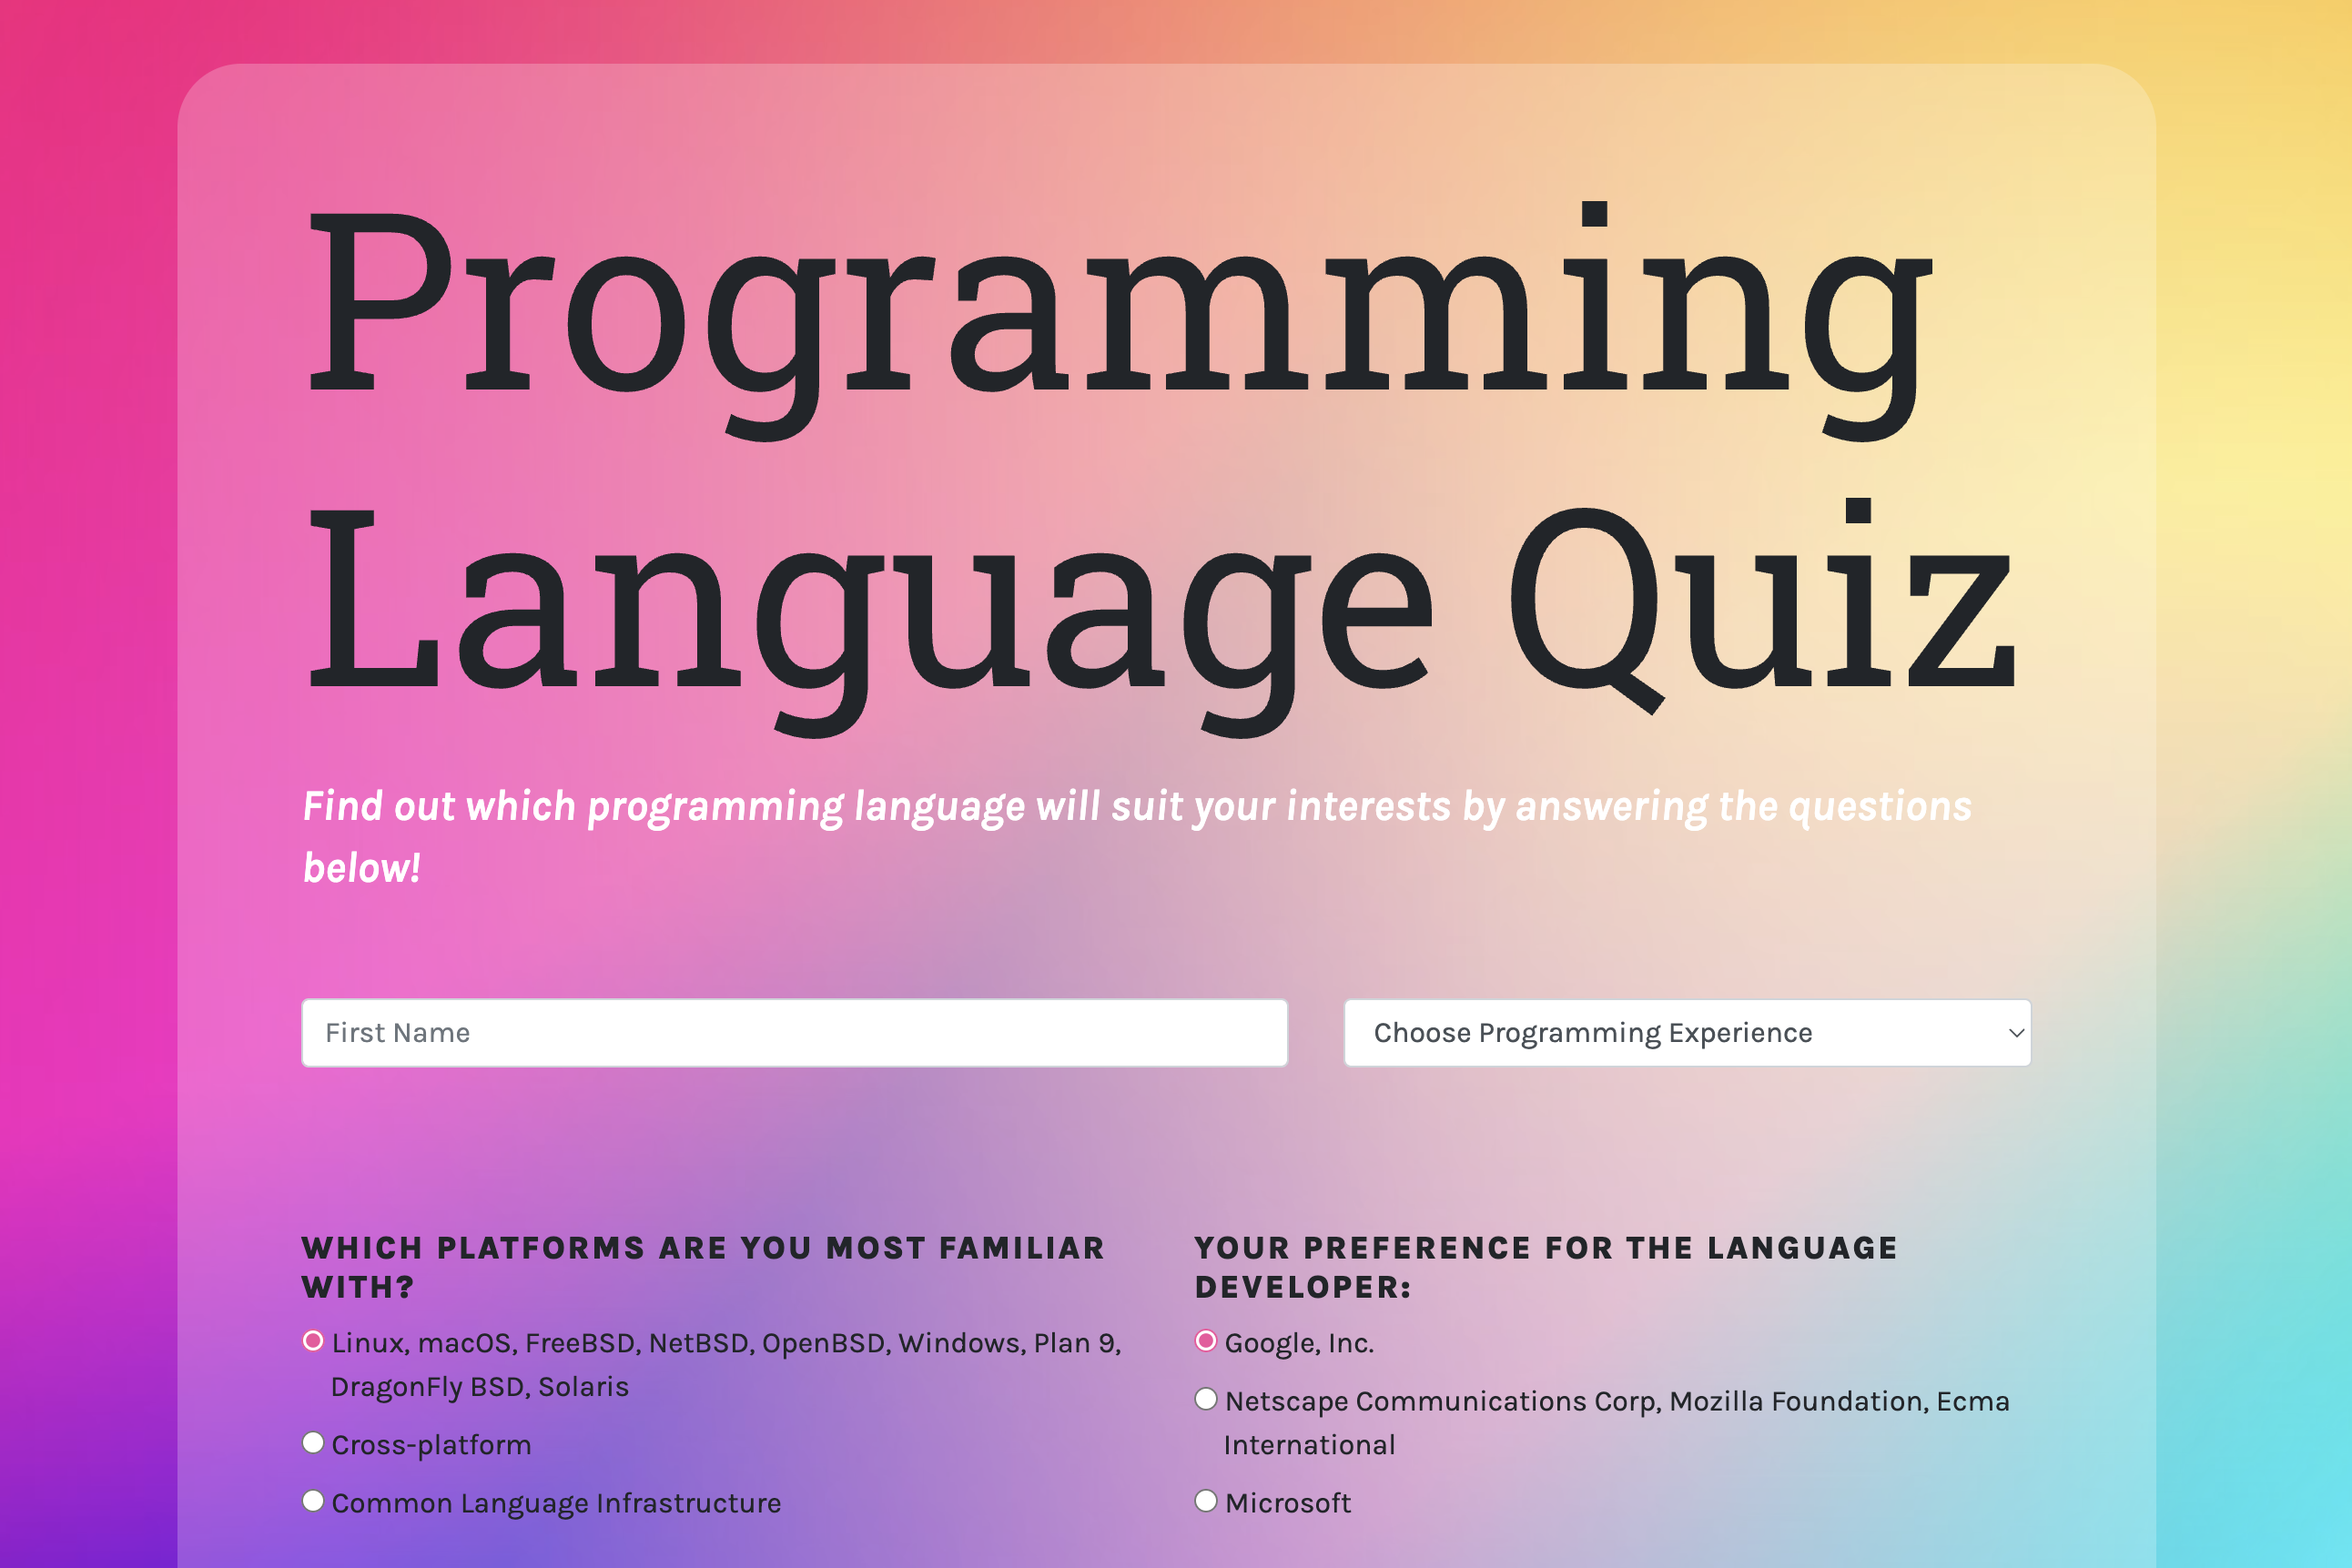 Programming
Language Quiz
Find out which programming language will suit your interests by answering the questions
below!
First Name
Choose Programming Experience
WHICH PLATFORMS ARE YOU MOST FAMILIAR
WITH?
Linux, macOS, FreeBSD, NetBSD, OpenBSD, Windows, Plan 9,
DragonFly BSD, Solaris
Cross-platform
Common Language Infrastructure
YOUR PREFERENCE FOR THE LANGUAGE
DEVELOPER:
Google, Inc.
Netscape Communications Corp, Mozilla Foundation, Ecma
International
Microsoft